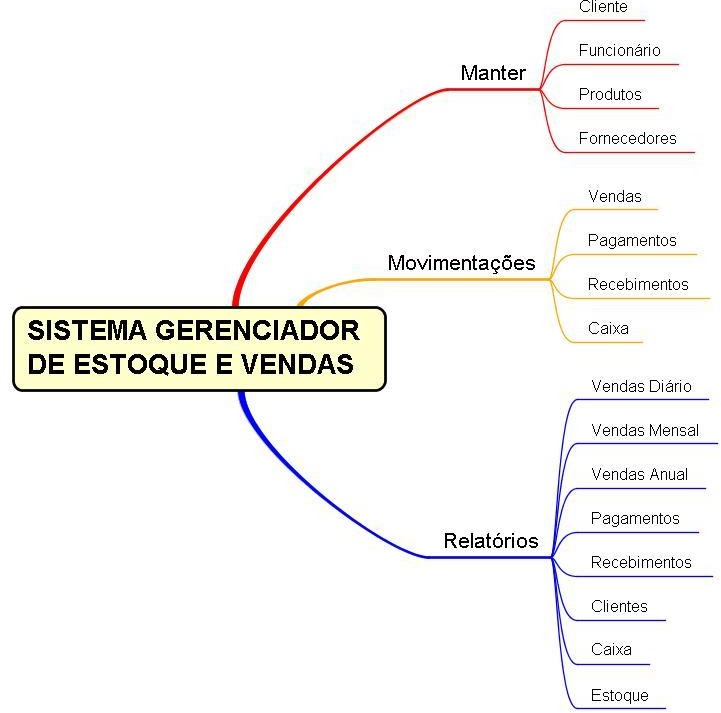 Cliente
Funcionário
Manter
Produtos
Fornecedores
Vendas
Pagamentos
Movimentações
Recebimentos
Caixa
SISTEMA GERENCIADOR
DE ESTOQUE E VENDAS
Vendas Diário
Vendas Mensal
Vendas Anual
Pagamentos
Relatórios
Recebimentos
Clientes
Caixa
Estoque